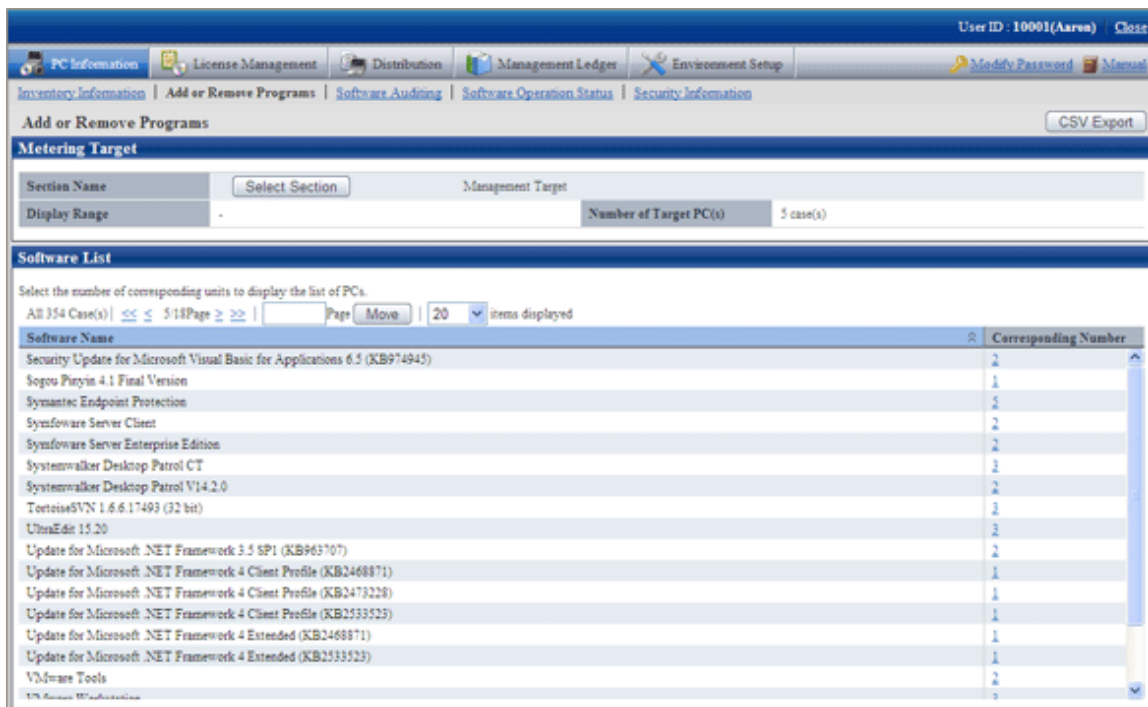 User ID : 10001(Aaron) Close
PC Information License Management Distribution Management Ledger Environment Setup Modify Password Manual
Inventory Information | Add or Remove Programs | Software Auditing | Software Operation Status | Security Information
Add or Remove Programs CSV Export
Metering Target
Section Name Select Section Management Target
Display Range - Number of Target PC(s) 5 case(s)
Software List
Select the number of corresponding units to display the list of PCs.
All 354 Case(s)| << < 5/18Page > >> | Page Move | 20 items displayed
Software Name Corresponding Number
Security Update for Microsoft Visual Basic for Applications 6.5 (KB974945) 2
Sogou Pinyin 4.1 Final Version 1
Symantec Endpoint Protection 5
Symfoware Server Client 2
Symfoware Server Enterprise Edition 2
Systemwalker Desktop Patrol CT 3
Systemwalker Desktop Patrol V14.2.0 2
TortoiseSVN 1.6.6.17493 (32 bit) 3
UltraEdit 15.20 3
Update for Microsoft .NET Framework 3.5 SP1 (KB963707) 2
Update for Microsoft .NET Framework 4 Client Profile (KB2468871) 1
Update for Microsoft .NET Framework 4 Client Profile (KB2473228) 1
Update for Microsoft .NET Framework 4 Client Profile (KB2533523) 1
Update for Microsoft .NET Framework 4 Extended (KB2468871) 1
Update for Microsoft .NET Framework 4 Extended (KB2533523) 1
VMware Tools 2
VMware Workstation